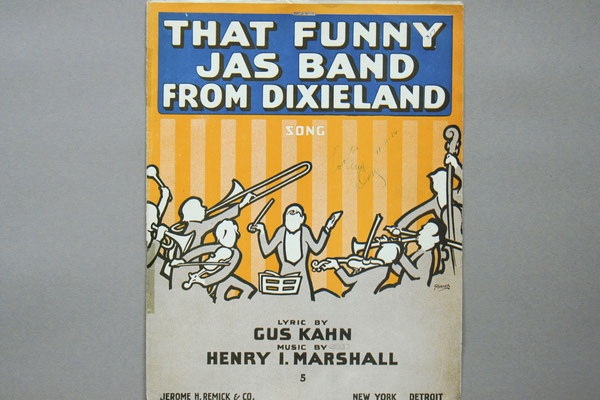 THAT FUNNY
JAS BAND
FROM DIXIELAND
SONG
LYRIC BY
GUS KAHN
MUSIC BY
HENRY I. MARSHALL
5
JEROME H. REMICK & CO. NEW YORK DETROIT